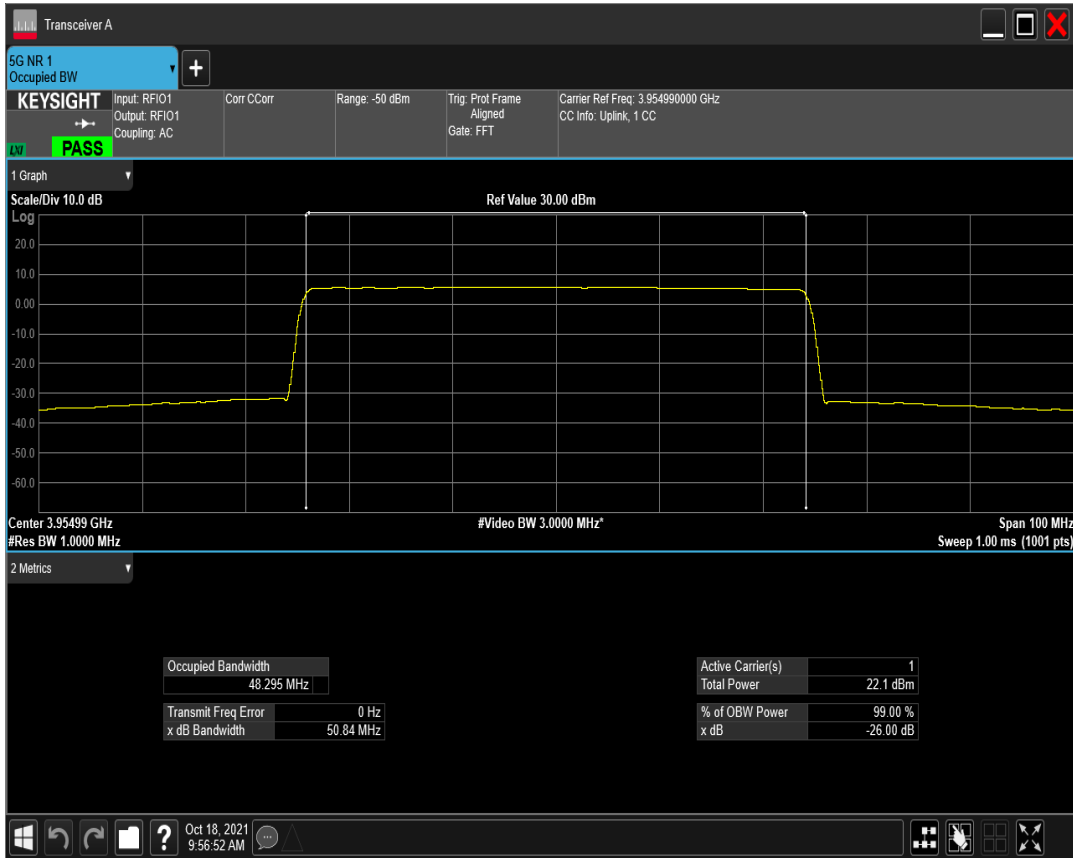 Transceiver A
5G NR 1
Occupied BW
+
KEYSIGHT
LXI
PASS
Input: RFIO1
Output: RFIO1
Coupling: AC
Corr CCorr
Range: -50 dBm
Trig: Prot Frame
Aligned
Gate: FFT
Carrier Ref Freq: 3.954990000 GHz
CC Info: Uplink, 1 CC
1 Graph
Scale/Div 10.0 dB
Ref Value 30.00 dBm
Log
20.0
10.0
0.00
-10.0
-20.0
-30.0
-40.0
-50.0
-60.0
Center 3.95499 GHz
#Video BW 3.0000 MHz*
Span 100 MHz
#Res BW 1.0000 MHz
Sweep 1.00 ms (1001 pts)
2 Metrics
Occupied Bandwidth
48.295 MHz
Transmit Freq Error 0 Hz
x dB Bandwidth 50.84 MHz
Active Carrier(s) 1
Total Power 22.1 dBm
% of OBW Power 99.00 %
x dB -26.00 dB
?
Oct 18, 2021
9:56:52 AM